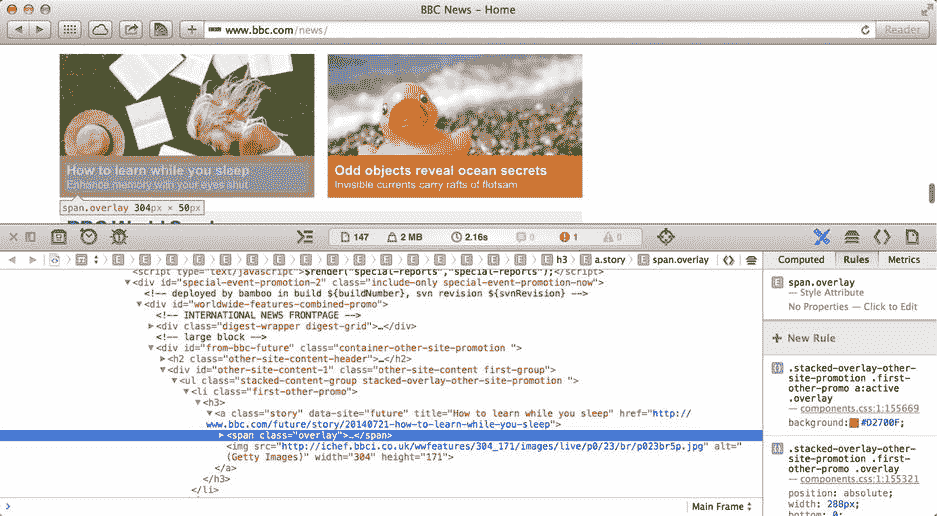 BBC News – Home
www.bbc.com/news/
Reader
How to learn while you sleep
Enhance memory with your eyes shut
Odd objects reveal ocean secrets
Invisible currents carry rafts of flotsam
span.overlay 304px × 50px
147 2 MB 2.16s 0 1 0
E E E E E E E E E E E E E E h3 E a.story E span.overlay
Computed Rules Metrics
<script type="text/javascript">$render("special-reports","special-reports");</script>
▼<div id="special-event-promotion-2" class="include-only special-event-promotion-now">
<!-- deployed by bamboo in build ${buildNumber}, svn revision ${svnRevision} -->
▼<div id="worldwide-features-combined-promo">
<!-- INTERNATIONAL NEWS FRONTPAGE -->
▶<div class="digest-wrapper digest-grid">…</div>
<!-- large block -->
▼<div id="from-bbc-future" class="container-other-site-promotion ">
▶<h2 class="other-site-content-header">…</h2>
▼<div id="other-site-content-1" class="other-site-content first-group">
▼<ul class="stacked-content-group stacked-overlay-other-site-promotion ">
▼<li class="first-other-promo">
▼<h3>
▼<a class="story" data-site="future" title="How to learn while you sleep" href="http://
www.bbc.com/future/story/20140721-how-to-learn-while-you-sleep">
▶<span class="overlay">…</span>
<img src="http://ichef.bbci.co.uk/wwfeatures/304_171/images/live/p0/23/br/p023br5p.jpg" alt="
(Getty Images)" width="304" height="171">
</a>
</h3>
</li>
E span.overlay
— Style Attribute
No Properties — Click to Edit
+ New Rule
.stacked-overlay-other-
site-promotion .first-
other-promo a:active
.overlay
— components.css:1:155669
background: #D2700F;
.stacked-overlay-other-
site-promotion .first-
other-promo .overlay
— components.css:1:155321
position: absolute;
width: 288px;
bottom: 0;
Main Frame